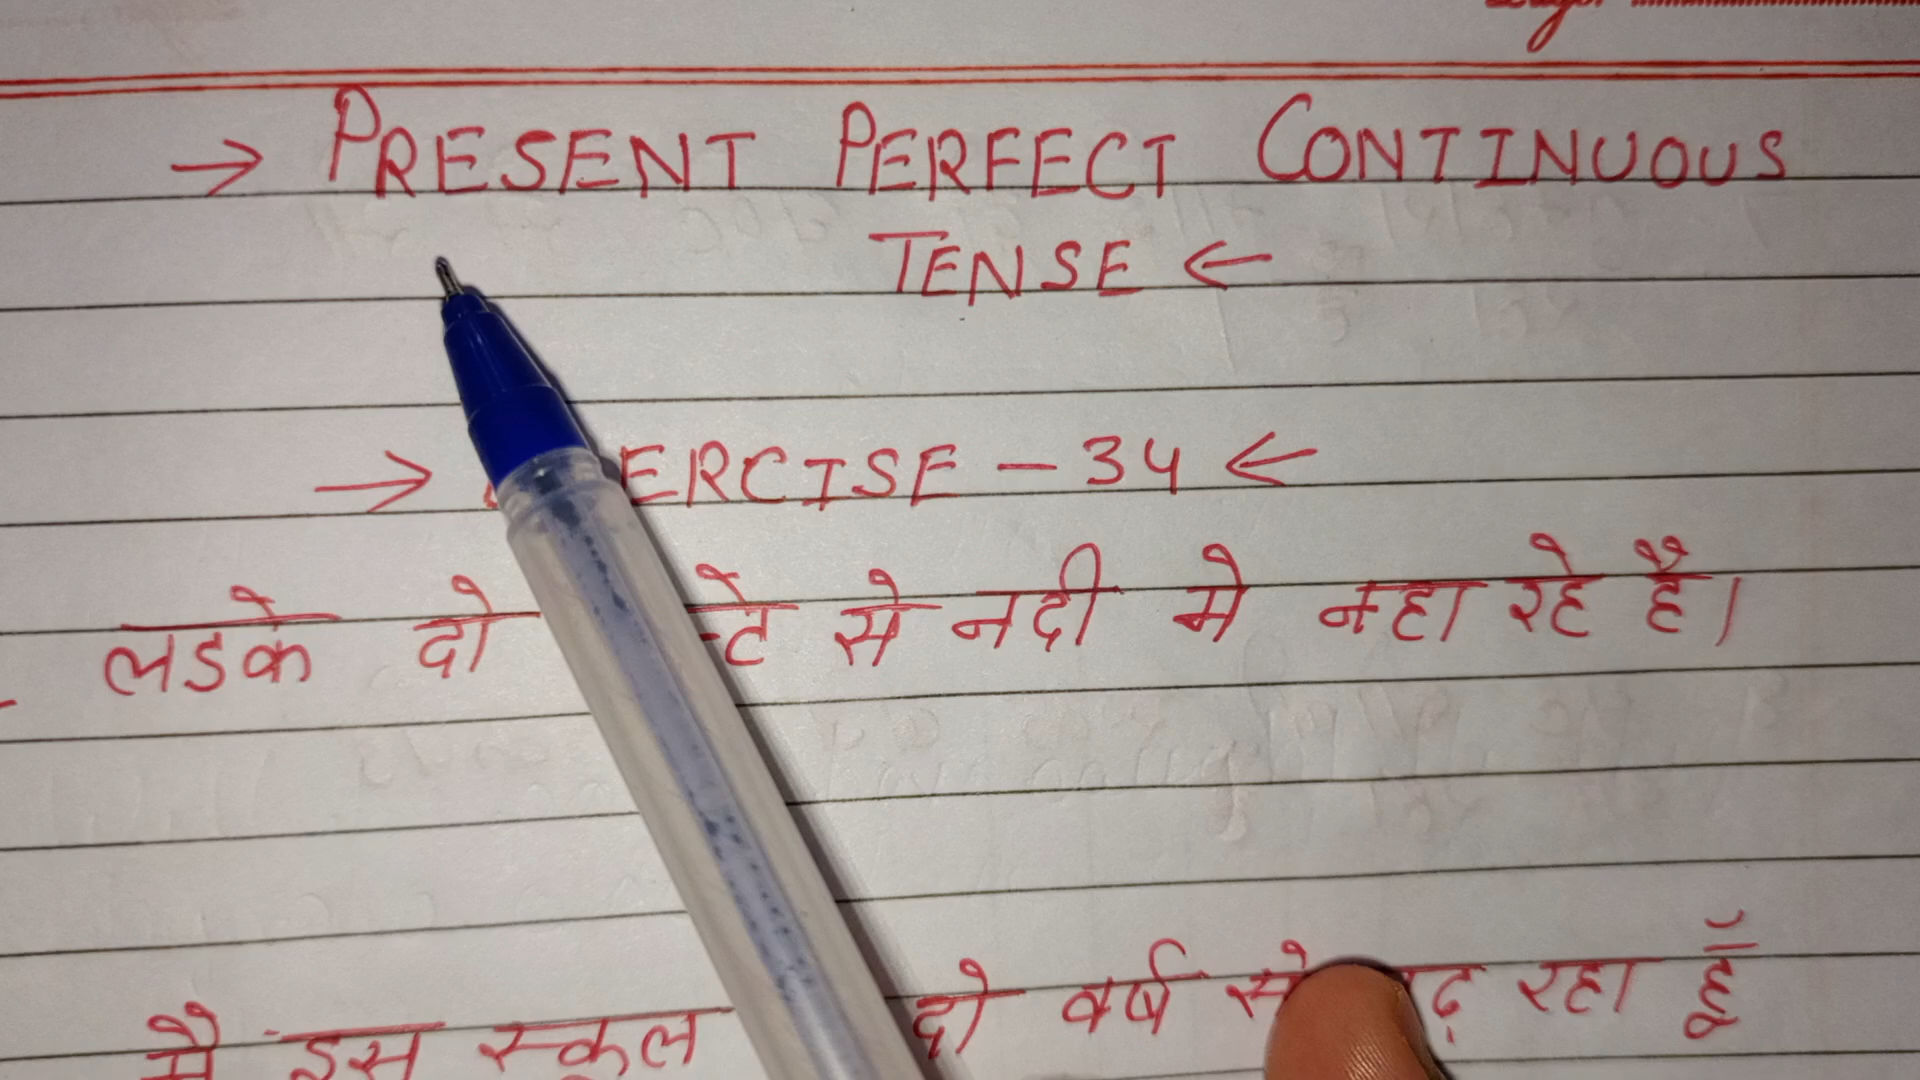 → PRESENT PERFECT CONTINUOUS
TENSE ←
→ ERCISE - 34 ←
लडके दो न्टे से नदी मे नहा रहे है।
मै इस स्कूल दो वर्ष से ढ़ रहा हूँ